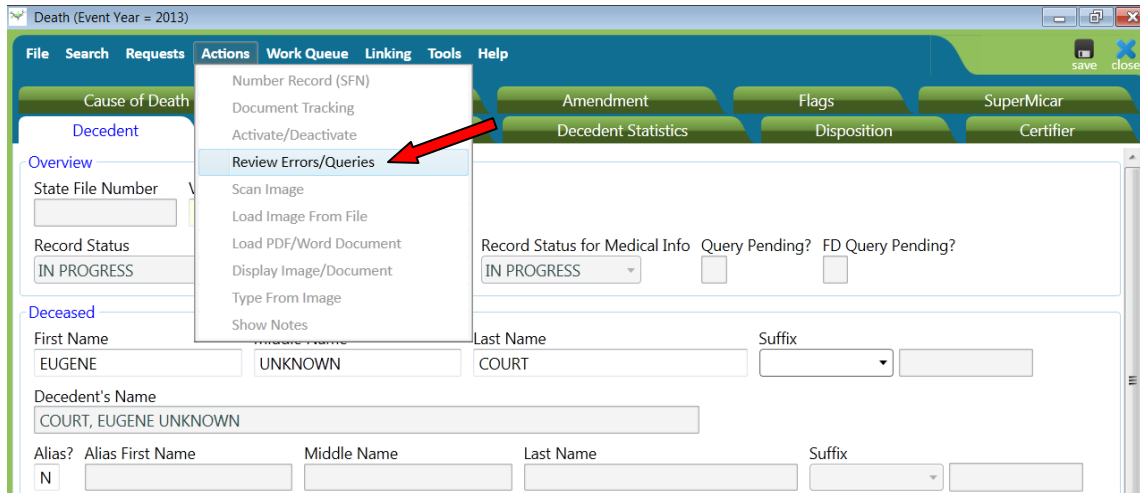 Death (Event Year = 2013)
File Search Requests Actions Work Queue Linking Tools Help
save close
Number Record (SFN)
Document Tracking
Activate/Deactivate
Review Errors/Queries
Scan Image
Load Image From File
Load PDF/Word Document
Display Image/Document
Type From Image
Show Notes
Cause of Death Amendment Flags SuperMicar
Decedent Decedent Statistics Disposition Certifier
Overview
State File Number
Record Status Record Status for Medical Info Query Pending? FD Query Pending?
IN PROGRESS IN PROGRESS
Deceased
First Name Middle Name Last Name Suffix
EUGENE UNKNOWN COURT
Decedent's Name
COURT, EUGENE UNKNOWN
Alias? Alias First Name Middle Name Last Name Suffix
N